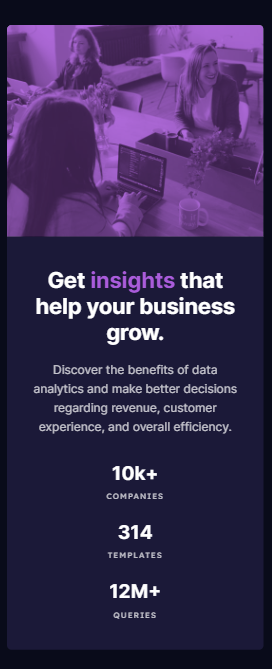 Get insights that
help your business
grow.
Discover the benefits of data
analytics and make better decisions
regarding revenue, customer
experience, and overall efficiency.
10k+
COMPANIES
314
TEMPLATES
12M+
QUERIES